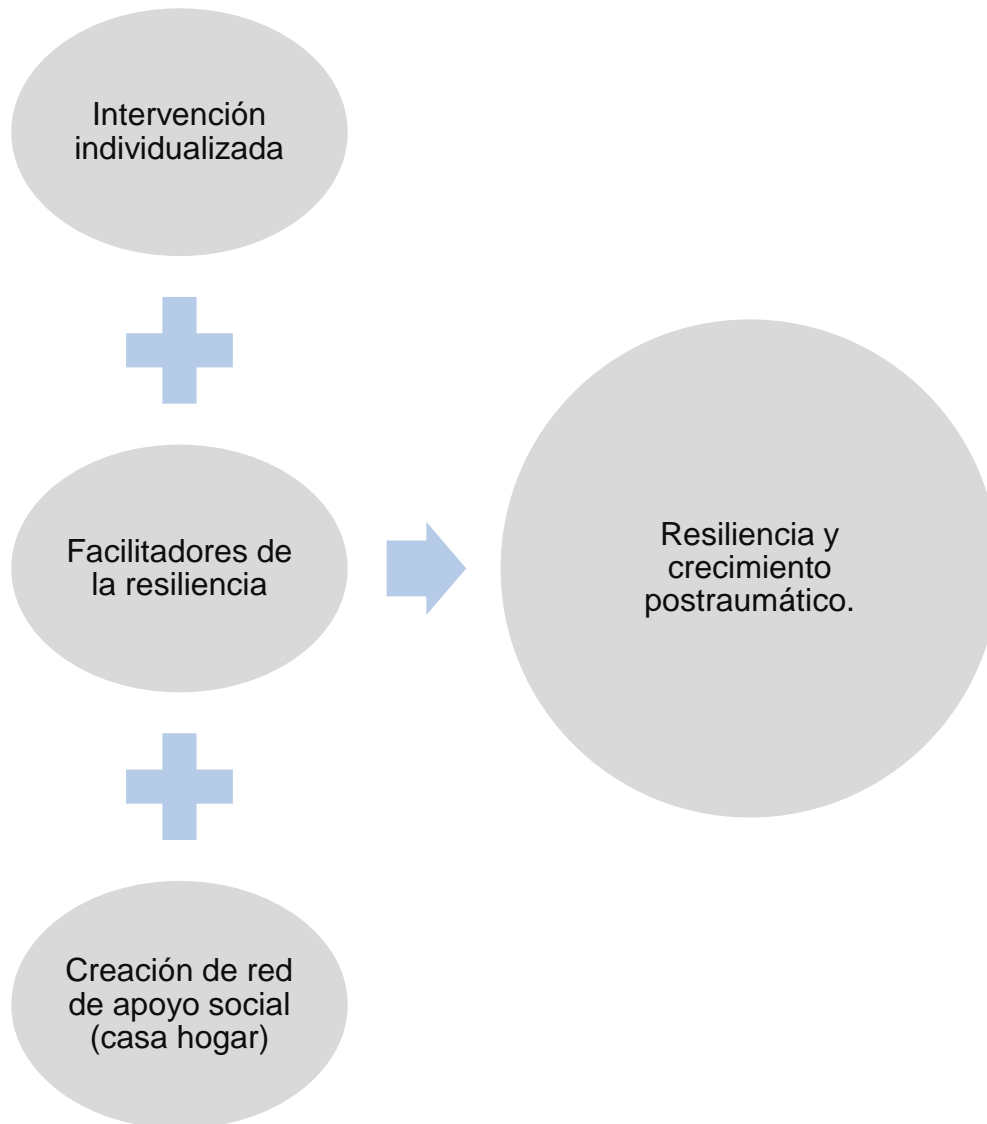 Intervención
individualizada
Facilitadores de
la resiliencia
Resiliencia y
crecimiento
postraumático.
Creación de red
de apoyo social
(casa hogar)